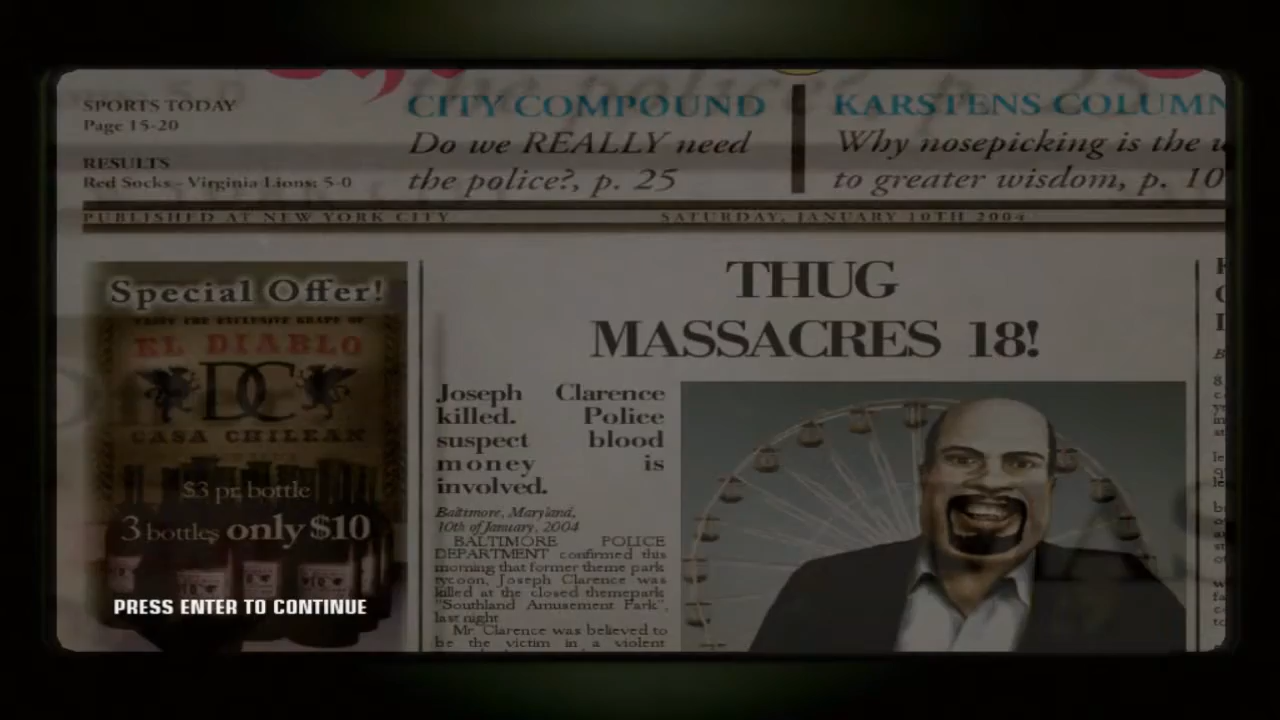 SPORTS TODAY
Page 15-20
RESULTS
Red Socks - Virginia Lions: 5-0
CITY COMPOUND
Do we REALLY need
the police?, p. 25
KARSTENS COLUMN
Why nosepicking is the
to greater wisdom, p. 10
PUBLISHED AT NEW YORK CITY
SATURDAY, JANUARY 10TH 2004
Special Offer!
TASTE THE EXCLUSIVE GRAPE OF
EL DIABLO
DC
CASA CHILEAN
$3 pr. bottle
3 bottles only $10
PRESS ENTER TO CONTINUE
THUG
MASSACRES 18!
Joseph Clarence
killed. Police
suspect blood
money is
involved.
Baltimore, Maryland,
10th of January, 2004
BALTIMORE POLICE
DEPARTMENT confirmed this
morning that former theme park
tycoon, Joseph Clarence was
killed at the closed themepark
"Southland Amusement Park",
last night.
Mr. Clarence was believed to
be the victim in a violent